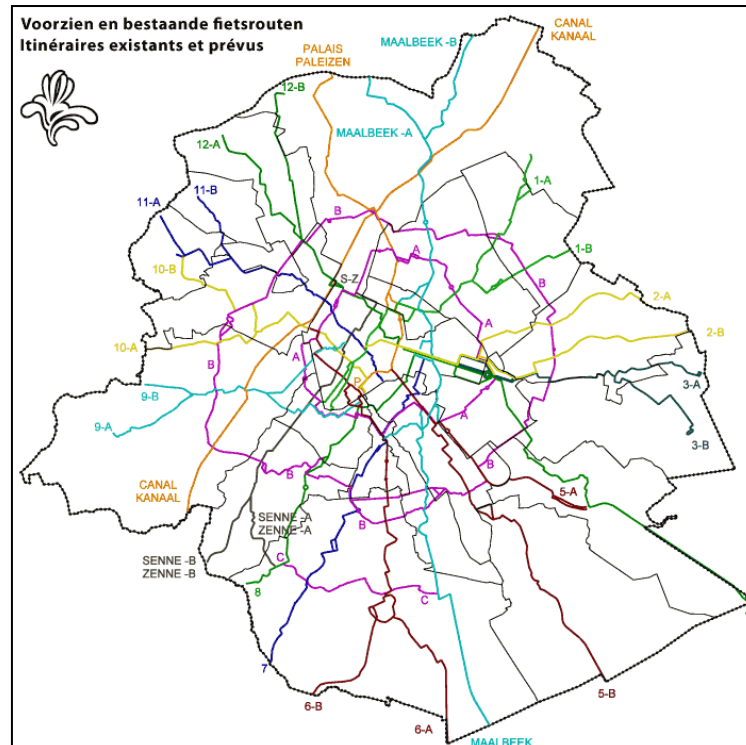 Voorzien en bestaande fietsrouten
Itinéraires existants et prévus
CANAL
KANAAL
MAALBEEK -B
PALAIS
PALEIZEN
12-B
MAALBEEK -A
12-A
1-A
11-B
11-A
B
A
1-B
10-B
S-Z
B
2-A
A
2-B
10-A
A
B
3-A
9-B
P
A
9-A
3-B
B
B
5-A
CANAL
KANAAL
SENNE -A
ZENNE -A
B
SENNE -B
ZENNE -B
C
8
C
7
6-B
5-B
6-A
MAALBEEK